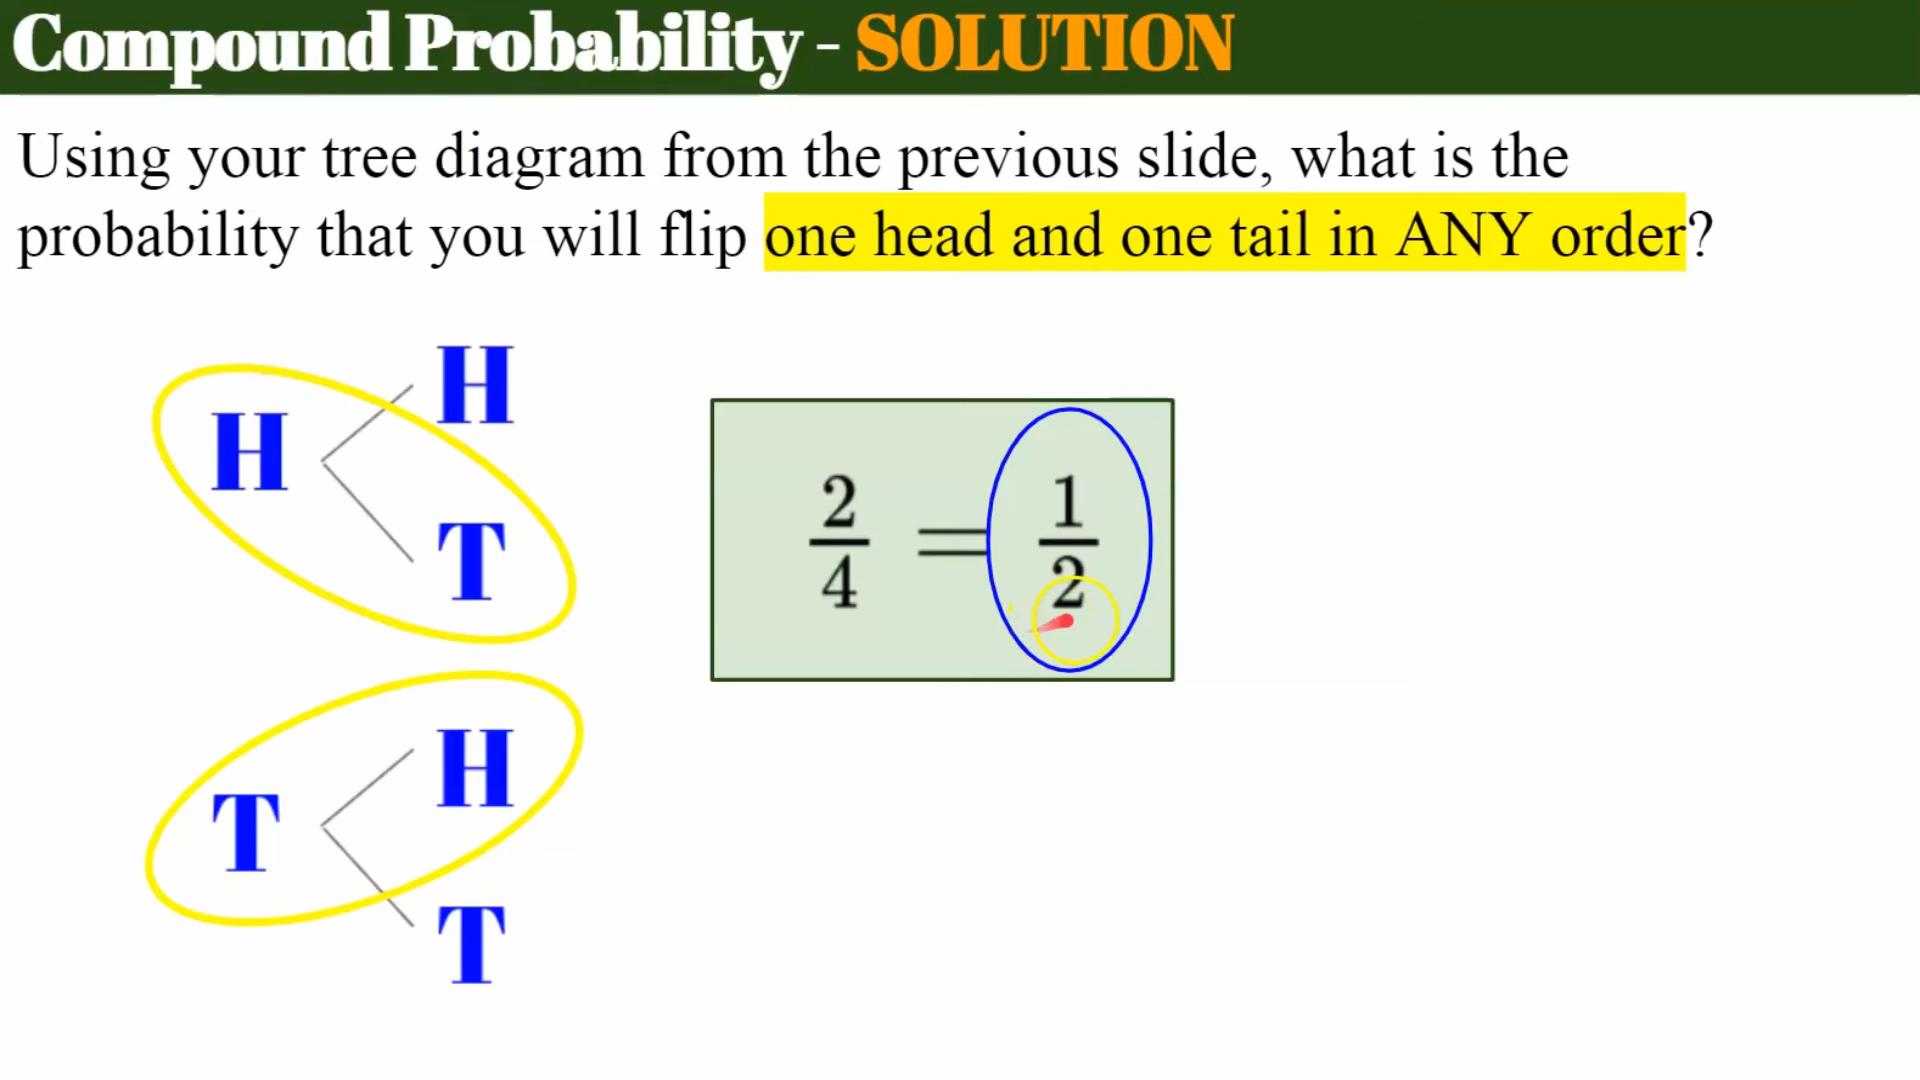 Compound Probability - SOLUTION
Using your tree diagram from the previous slide, what is the
probability that you will flip one head and one tail in ANY order?
H
H
T
2/4 = 1/2
H
T
T